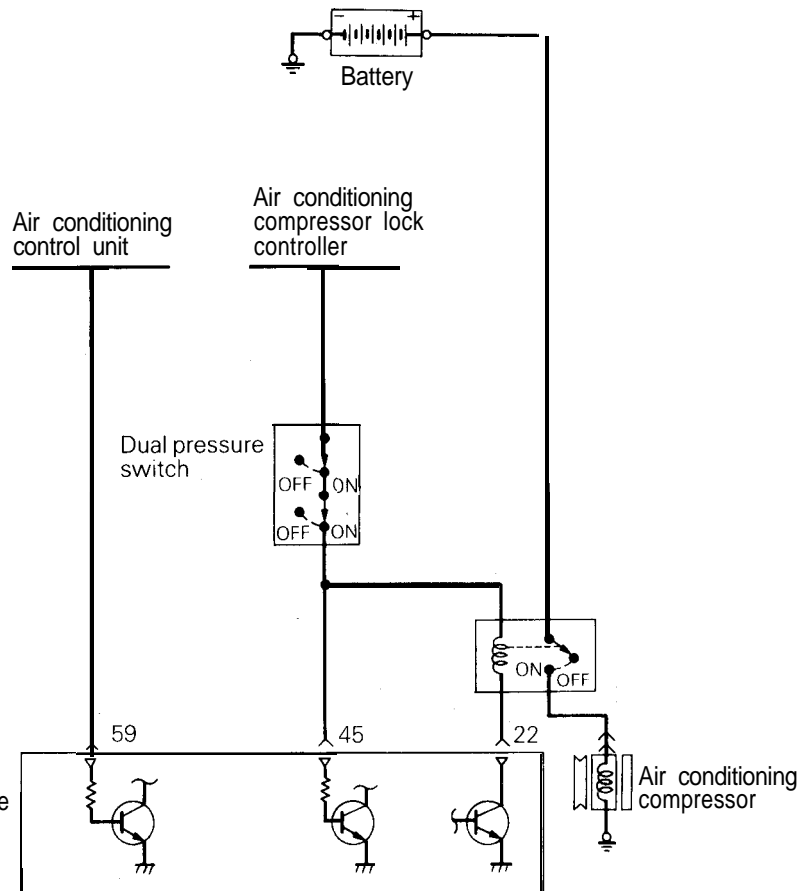 − +
Battery
Air conditioning
control unit
Air conditioning
compressor lock
controller
Dual pressure
switch
OFF ON
OFF ON
ON OFF
59 45 22
e
Air conditioning
compressor